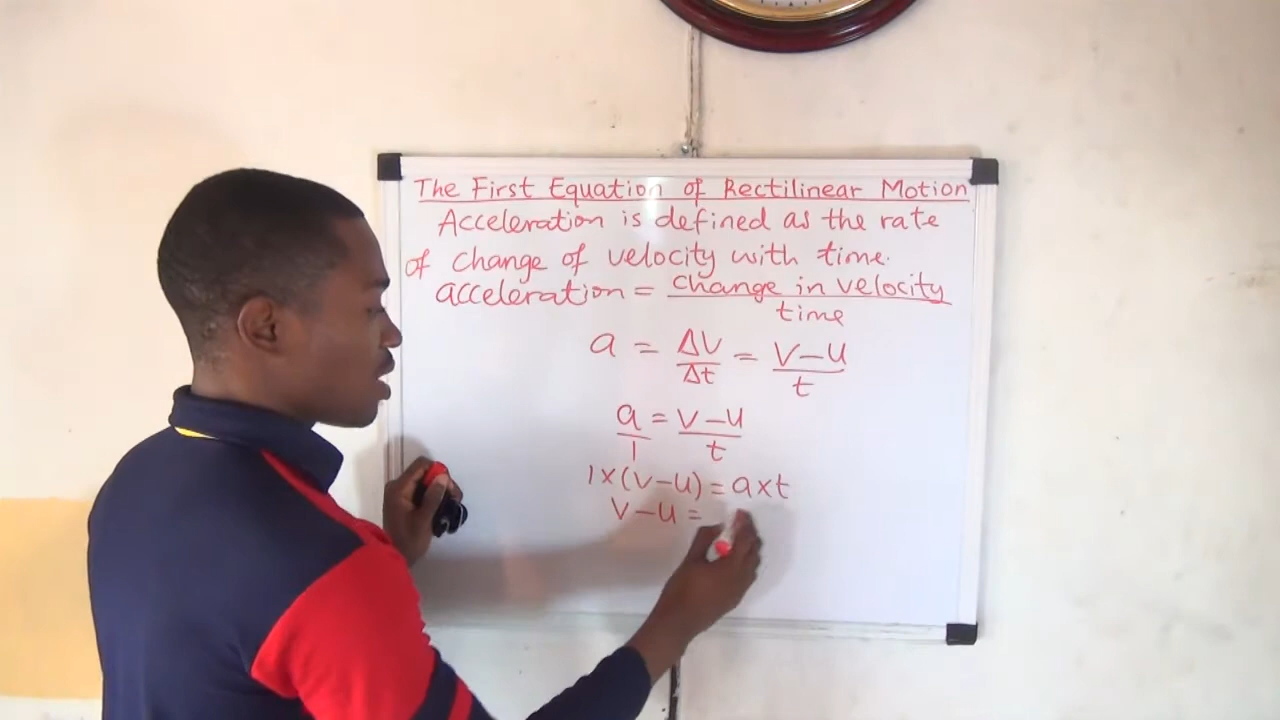 The First Equation of Rectilinear Motion
Acceleration is defined as the rate
of change of velocity with time.
acceleration = change in velocity / time
a = ΔV/Δt = V-U/t
a/1 = V-U/t
1×(V-U) = a×t
V-U =